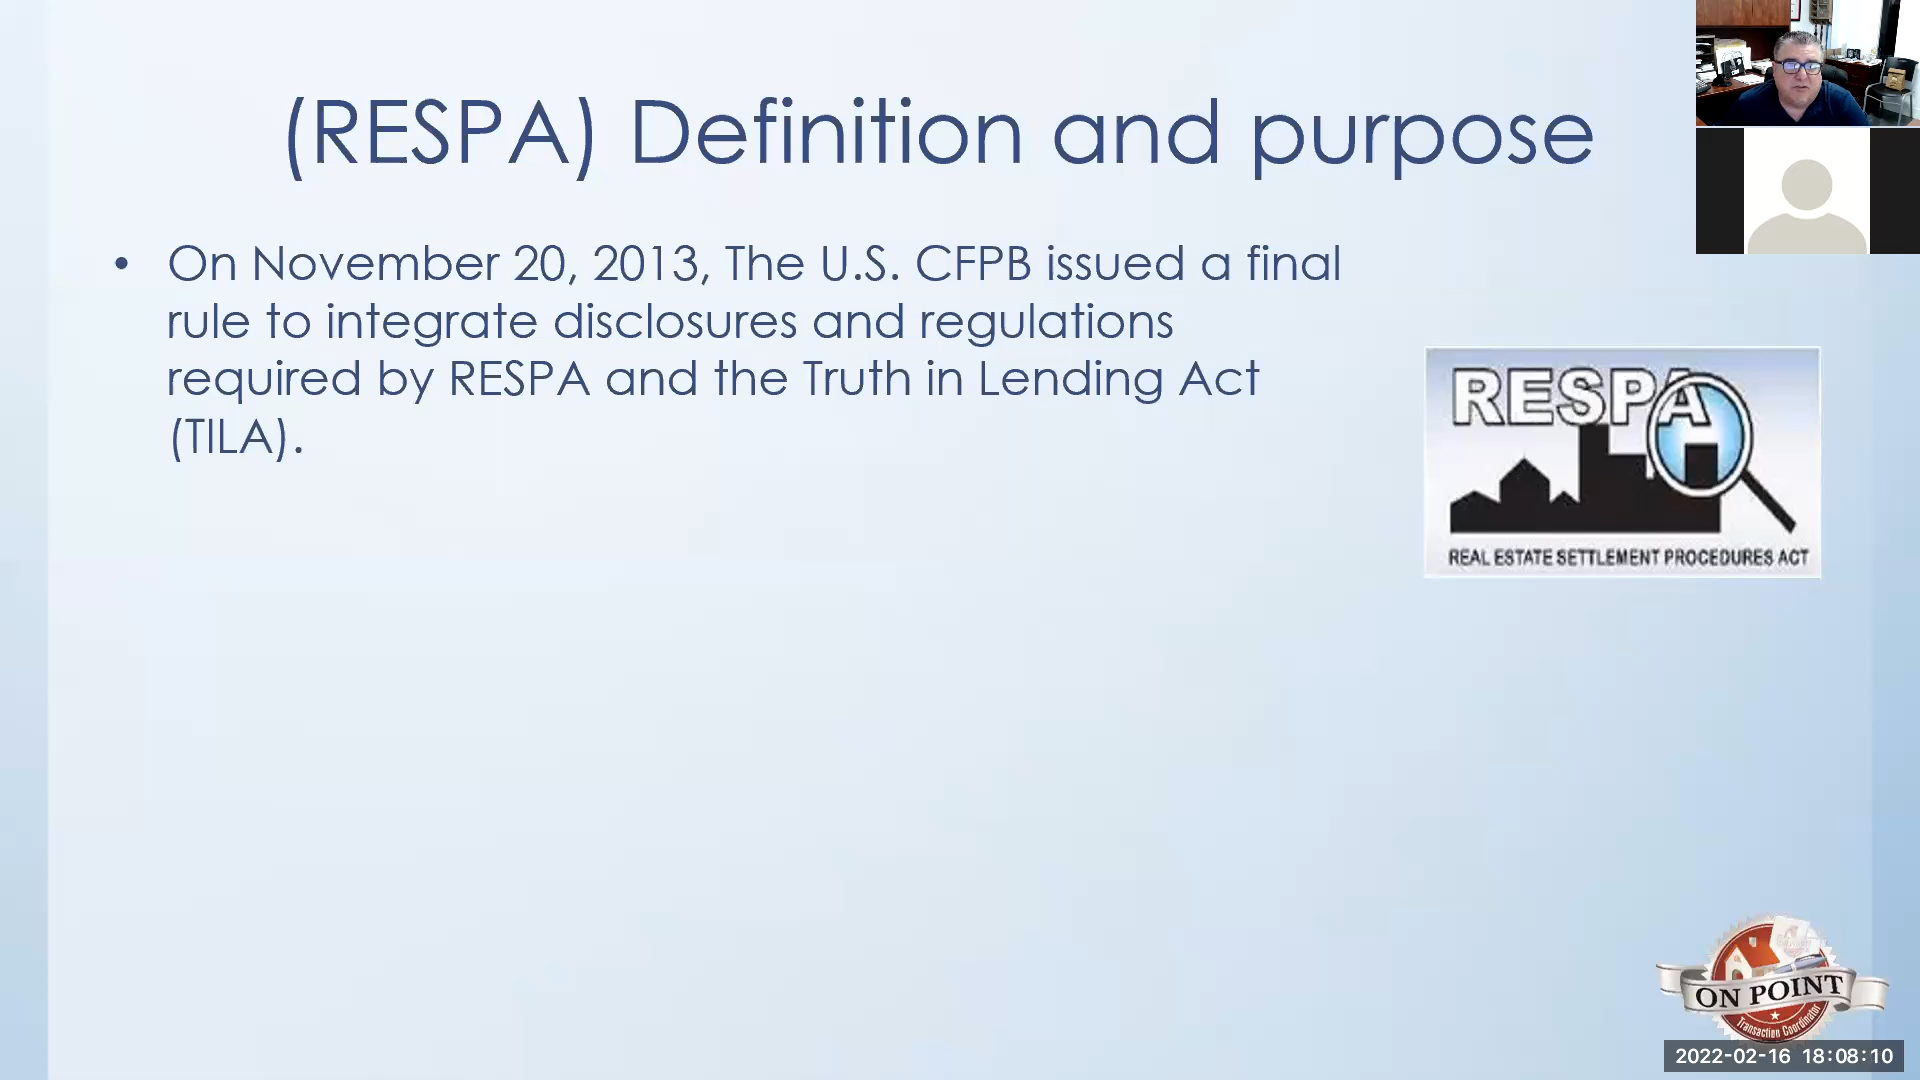 (RESPA) Definition and purpose
• On November 20, 2013, The U.S. CFPB issued a final
rule to integrate disclosures and regulations
required by RESPA and the Truth in Lending Act
(TILA).
RESPA
REAL ESTATE SETTLEMENT PROCEDURES ACT
ON POINT
Transaction Coordinator
2022-02-16 18:08:10